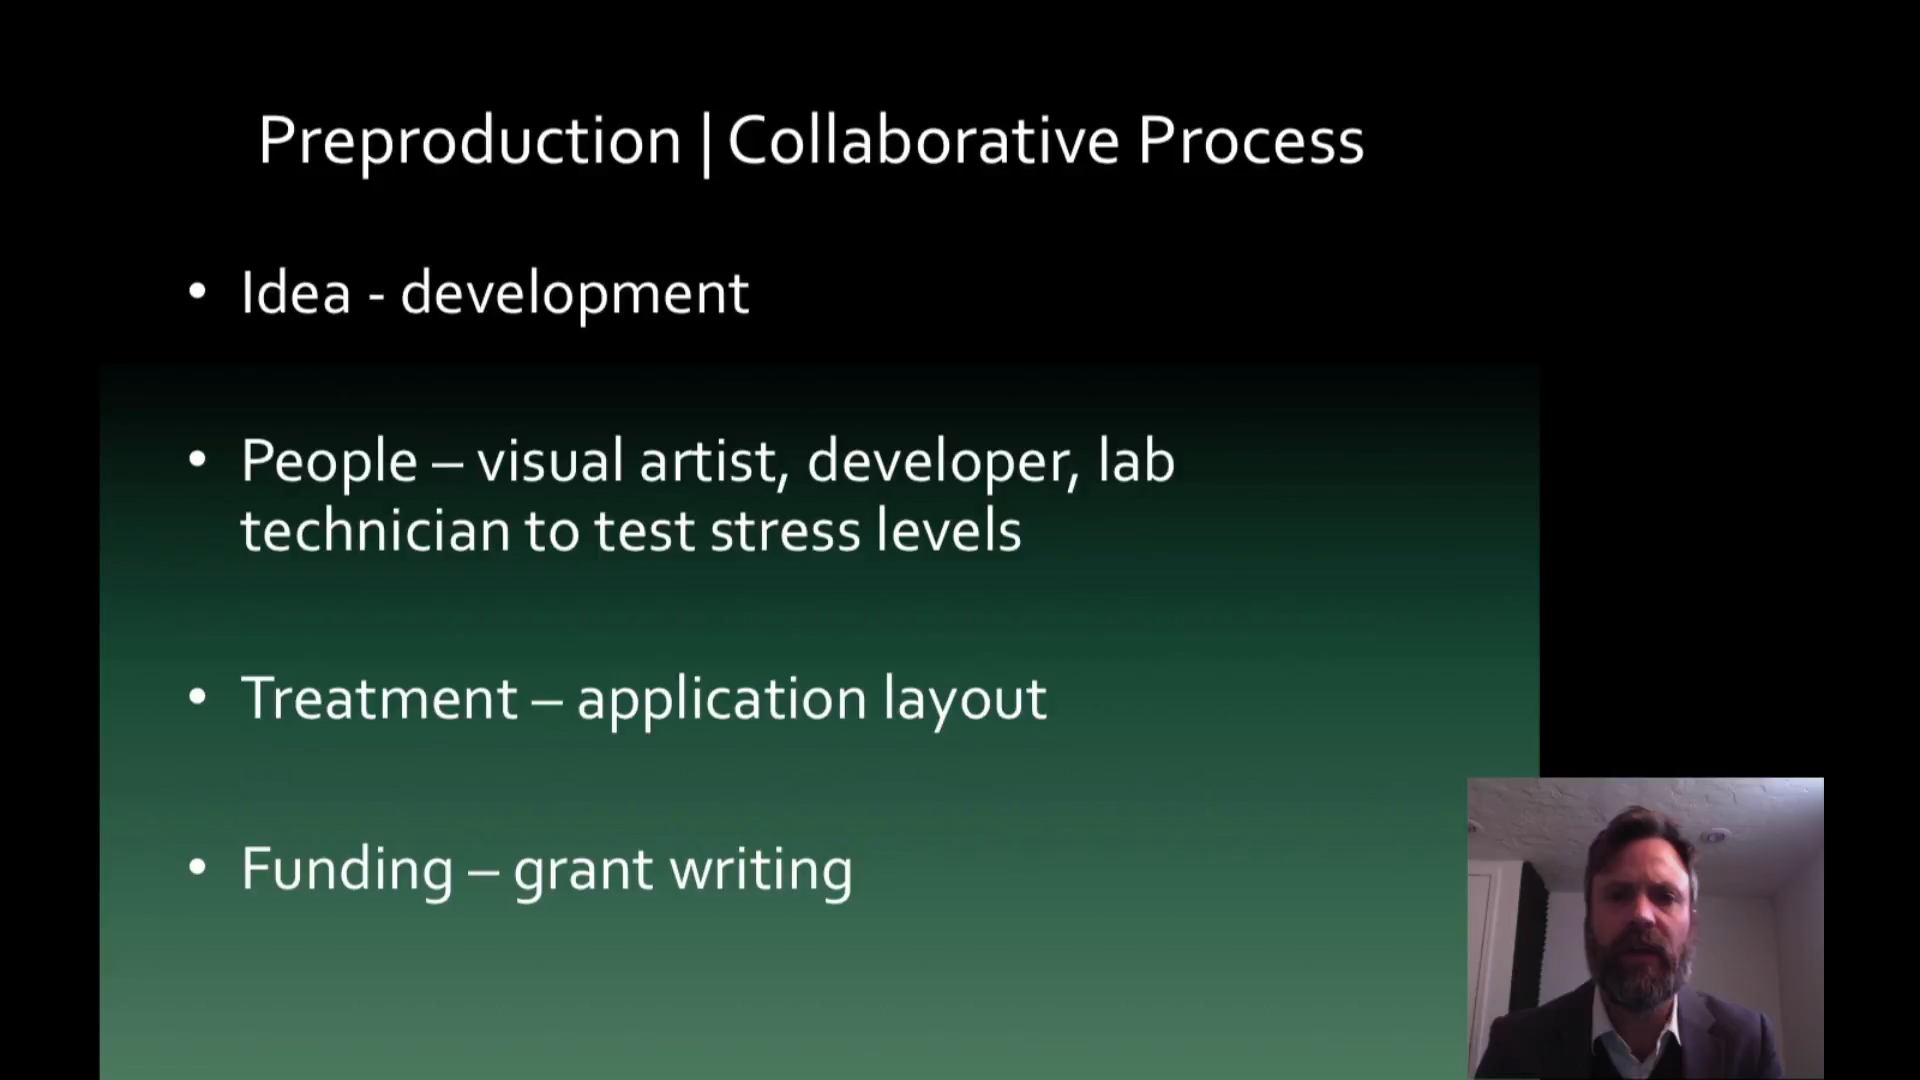 Preproduction | Collaborative Process
• Idea - development
• People – visual artist, developer, lab
technician to test stress levels
• Treatment – application layout
• Funding – grant writing